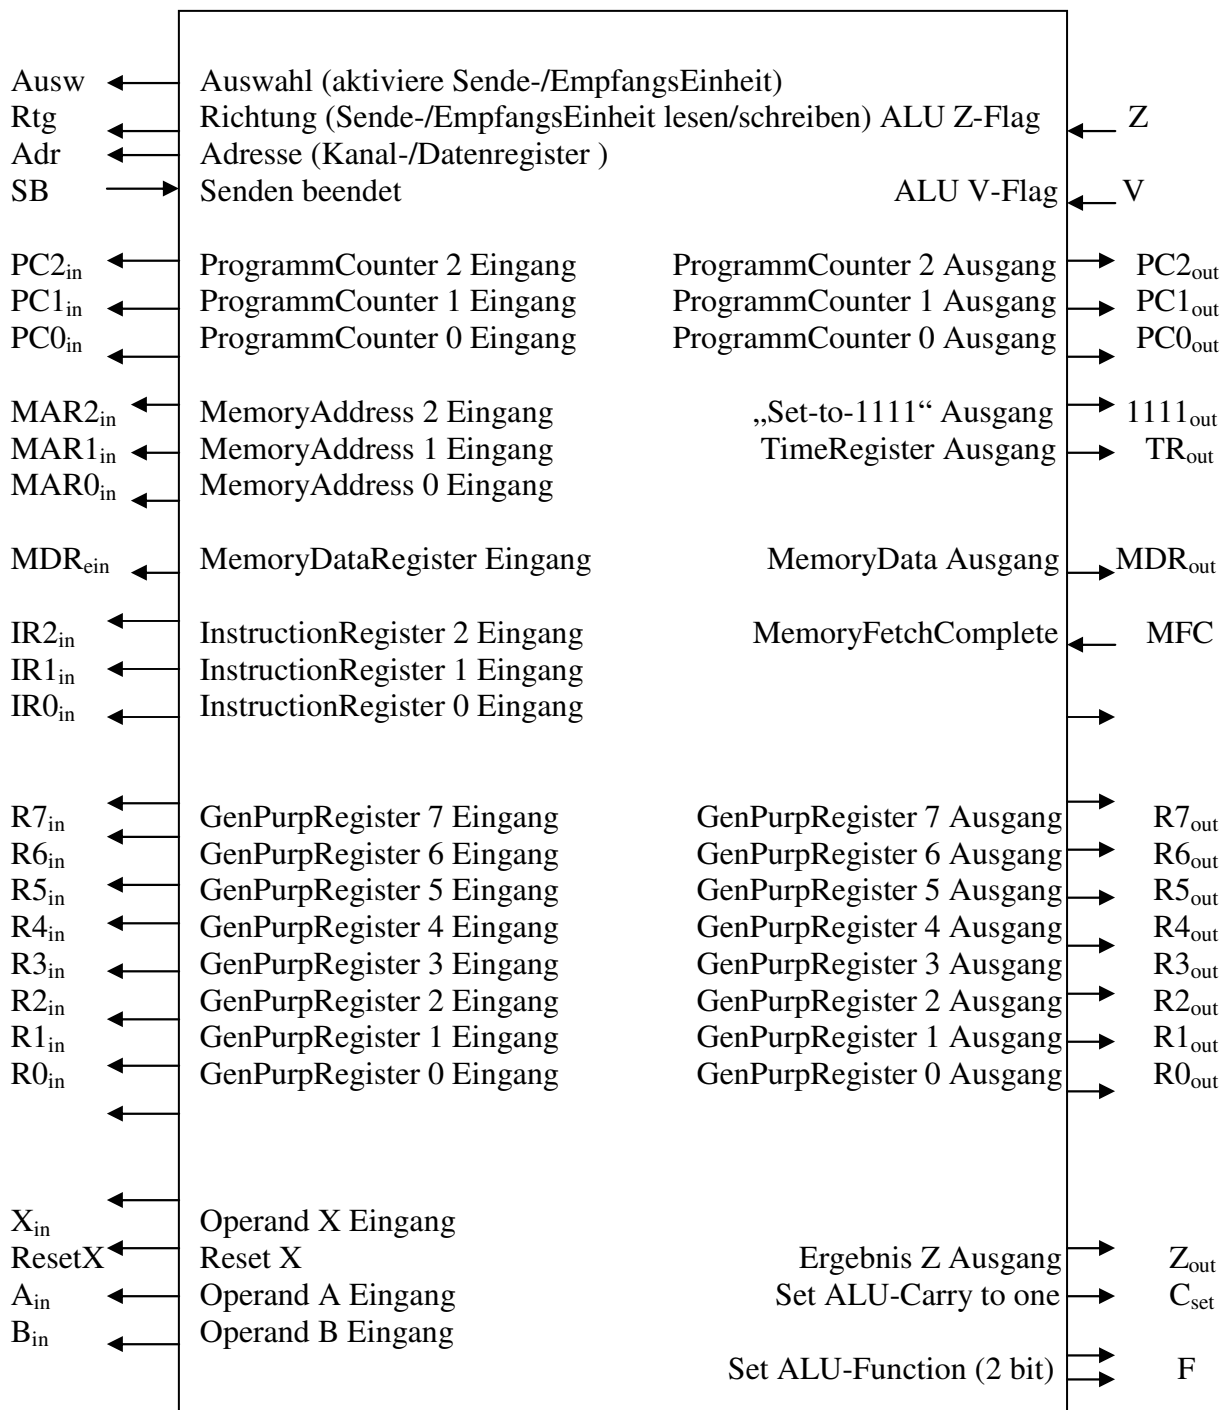 Ausw Auswahl (aktiviere Sende-/EmpfangsEinheit)
Rtg Richtung (Sende-/EmpfangsEinheit lesen/schreiben) ALU Z-Flag Z
Adr Adresse (Kanal-/Datenregister )
SB Senden beendet ALU V-Flag V
PC2in ProgrammCounter 2 Eingang ProgrammCounter 2 Ausgang PC2out
PC1in ProgrammCounter 1 Eingang ProgrammCounter 1 Ausgang PC1out
PC0in ProgrammCounter 0 Eingang ProgrammCounter 0 Ausgang PC0out
MAR2in MemoryAddress 2 Eingang „Set-to-1111“ Ausgang 1111out
MAR1in MemoryAddress 1 Eingang TimeRegister Ausgang TRout
MAR0in MemoryAddress 0 Eingang
MDRein MemoryDataRegister Eingang MemoryData Ausgang MDRout
IR2in InstructionRegister 2 Eingang MemoryFetchComplete MFC
IR1in InstructionRegister 1 Eingang
IR0in InstructionRegister 0 Eingang
R7in GenPurpRegister 7 Eingang GenPurpRegister 7 Ausgang R7out
R6in GenPurpRegister 6 Eingang GenPurpRegister 6 Ausgang R6out
R5in GenPurpRegister 5 Eingang GenPurpRegister 5 Ausgang R5out
R4in GenPurpRegister 4 Eingang GenPurpRegister 4 Ausgang R4out
R3in GenPurpRegister 3 Eingang GenPurpRegister 3 Ausgang R3out
R2in GenPurpRegister 2 Eingang GenPurpRegister 2 Ausgang R2out
R1in GenPurpRegister 1 Eingang GenPurpRegister 1 Ausgang R1out
R0in GenPurpRegister 0 Eingang GenPurpRegister 0 Ausgang R0out
Xin Operand X Eingang
ResetX Reset X Ergebnis Z Ausgang Zout
Ain Operand A Eingang Set ALU-Carry to one Cset
Bin Operand B Eingang
Set ALU-Function (2 bit) F